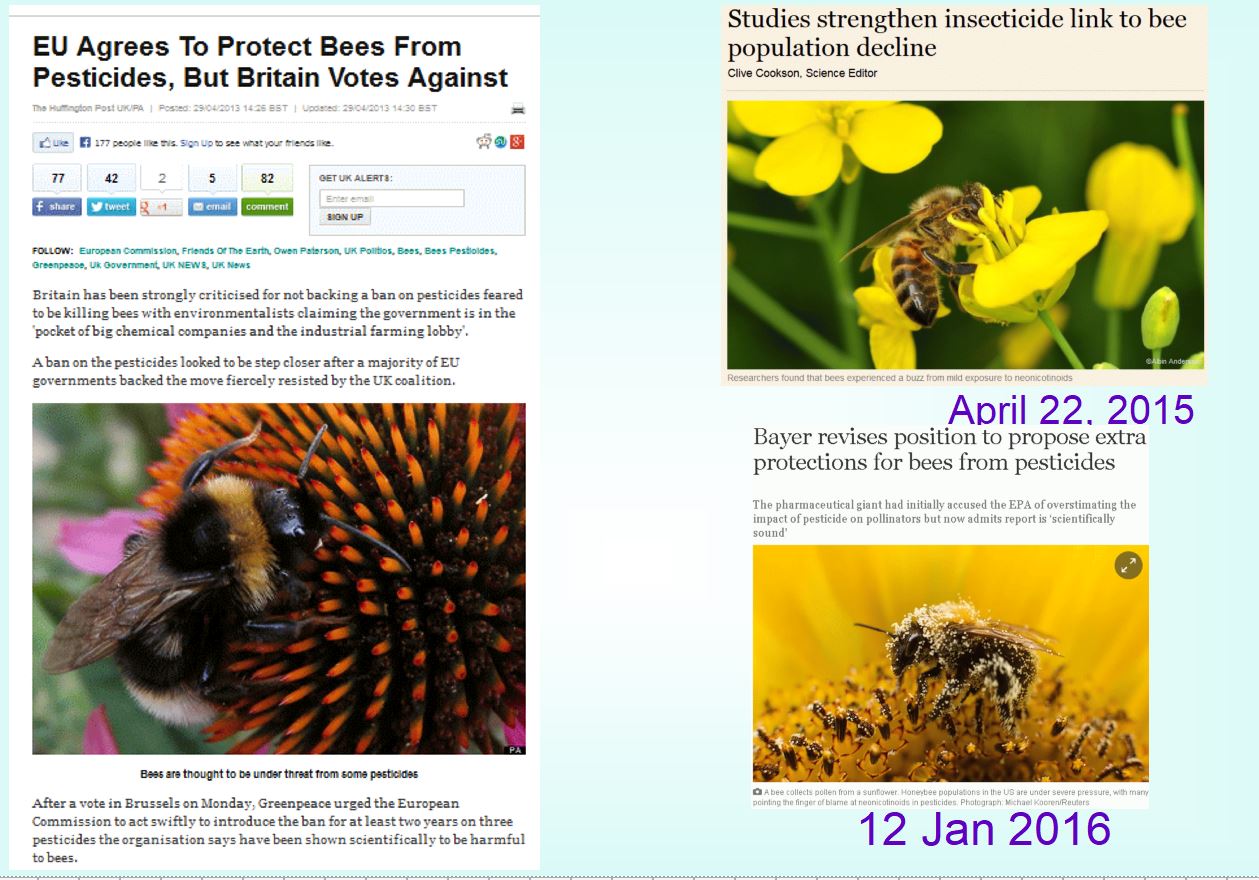 EU Agrees To Protect Bees From
Pesticides, But Britain Votes Against
The Huffington Post UK/PA | Posted: 29/04/2013 14:26 BST | Updated: 29/04/2013 14:30 BST
Like 177 people like this. Sign Up to see what your friends like.
77 42 2 5 82
share tweet +1 email comment
GET UK ALERTS:
Enter email
SIGN UP
FOLLOW: European Commission, Friends Of The Earth, Owen Paterson, UK Politics, Bees, Bees Pesticides,
Greenpeace, Uk Government, UK NEWS, UK News
Britain has been strongly criticised for not backing a ban on pesticides feared
to be killing bees with environmentalists claiming the government is in the
'pocket of big chemical companies and the industrial farming lobby'.
A ban on the pesticides looked to be step closer after a majority of EU
governments backed the move fiercely resisted by the UK coalition.
PA
Bees are thought to be under threat from some pesticides
After a vote in Brussels on Monday, Greenpeace urged the European
Commission to act swiftly to introduce the ban for at least two years on three
pesticides the organisation says have been shown scientifically to be harmful
to bees.
Studies strengthen insecticide link to bee
population decline
Clive Cookson, Science Editor
©Albin Anderson
Researchers found that bees experienced a buzz from mild exposure to neonicotinoids
April 22, 2015
Bayer revises position to propose extra
protections for bees from pesticides
The pharmaceutical giant had initially accused the EPA of overstimating the
impact of pesticide on pollinators but now admits report is 'scientifically
sound'
A bee collects pollen from a sunflower. Honeybee populations in the US are under severe pressure, with many
pointing the finger of blame at neonicotinoids in pesticides. Photograph: Michael Kooren/Reuters
12 Jan 2016